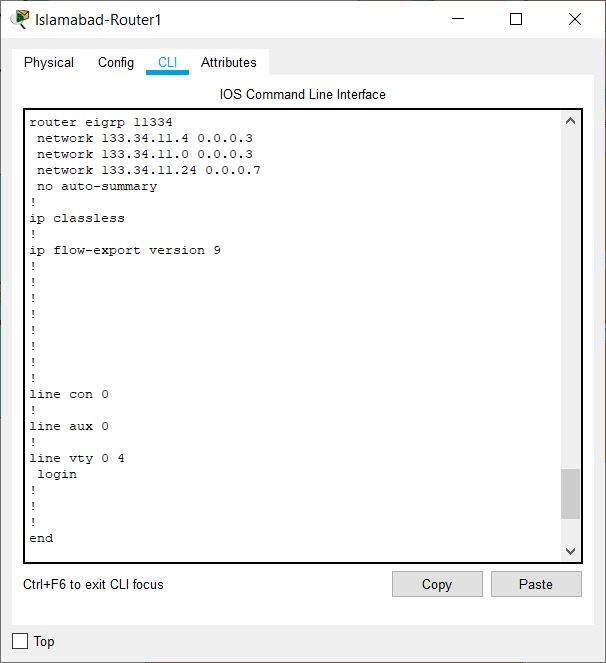 Islamabad-Router1
Physical Config CLI Attributes
IOS Command Line Interface
router eigrp 11334
 network 133.34.11.4 0.0.0.3
 network 133.34.11.0 0.0.0.3
 network 133.34.11.24 0.0.0.7
 no auto-summary
!
ip classless
!
ip flow-export version 9
!
!
!
!
!
!
!
!
line con 0
!
line aux 0
!
line vty 0 4
 login
!
!
!
end
Ctrl+F6 to exit CLI focus Copy Paste
Top